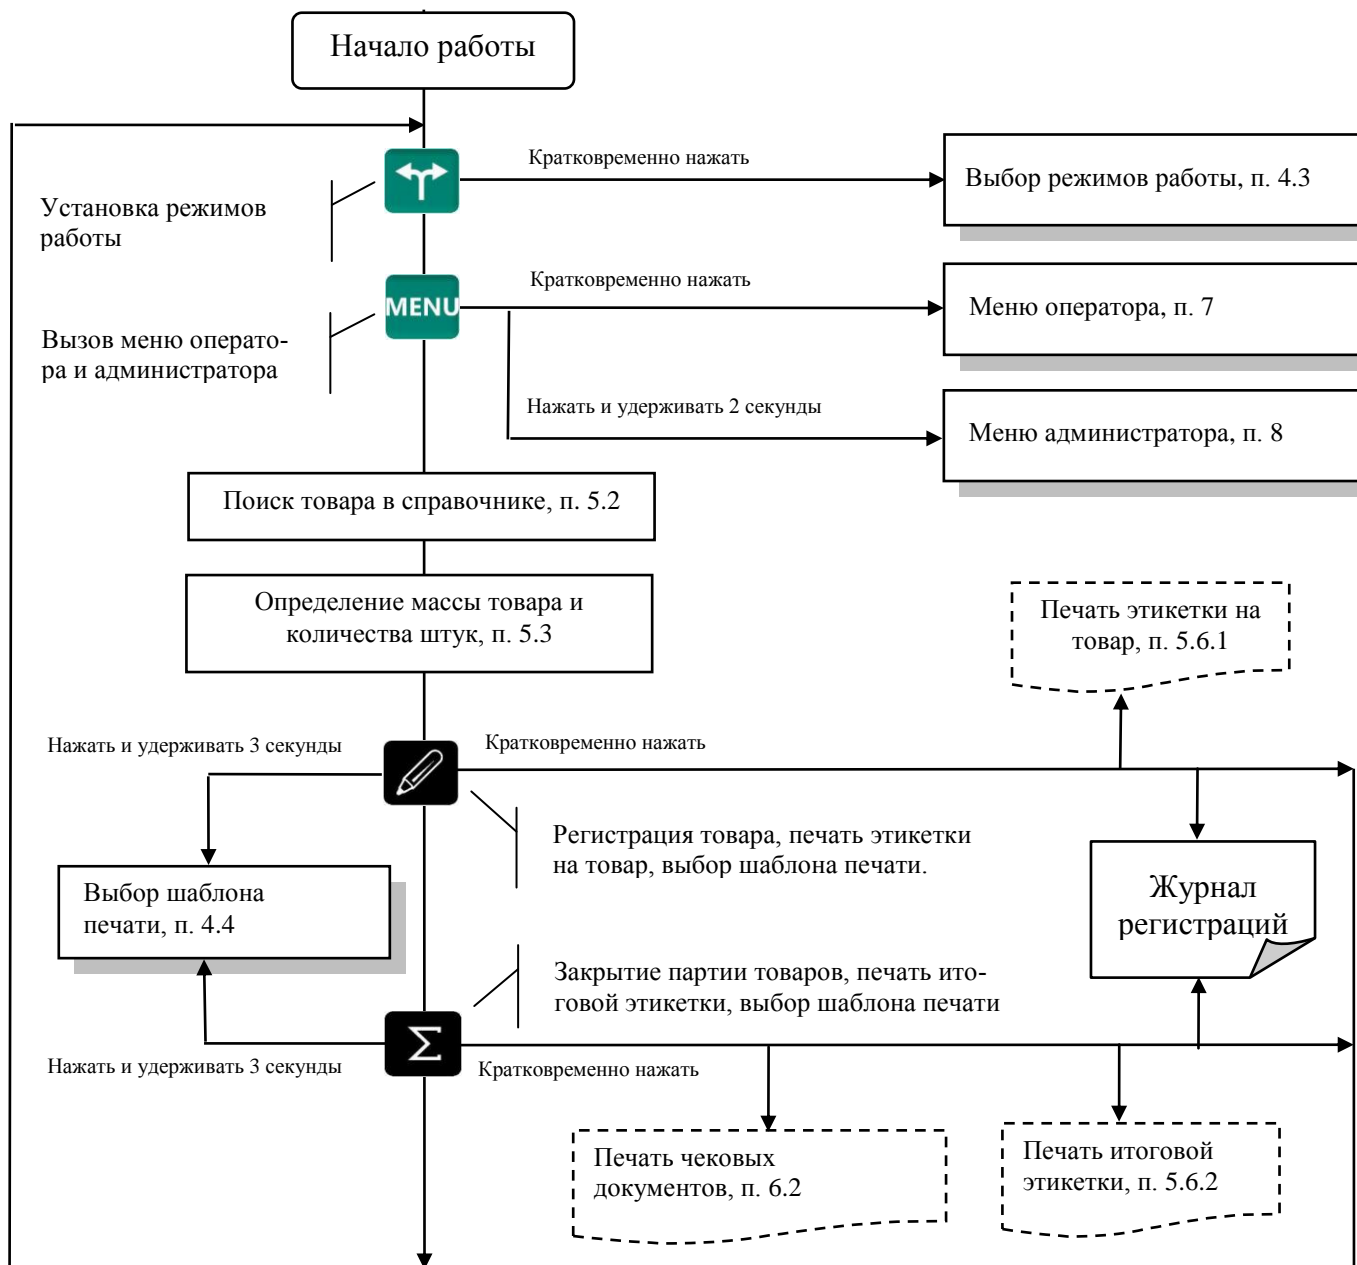 Начало работы
Кратковременно нажать
Выбор режимов работы, п. 4.3
Установка режимов
работы
Кратковременно нажать
MENU
Меню оператора, п. 7
Вызов меню операто-
ра и администратора
Нажать и удерживать 2 секунды
Меню администратора, п. 8
Поиск товара в справочнике, п. 5.2
Определение массы товара и
количества штук, п. 5.3
Печать этикетки на
товар, п. 5.6.1
Нажать и удерживать 3 секунды
Кратковременно нажать
Регистрация товара, печать этикетки
на товар, выбор шаблона печати.
Журнал
регистраций
Выбор шаблона
печати, п. 4.4
Закрытие партии товаров, печать ито-
говой этикетки, выбор шаблона печати
Σ
Нажать и удерживать 3 секунды
Кратковременно нажать
Печать чековых
документов, п. 6.2
Печать итоговой
этикетки, п. 5.6.2